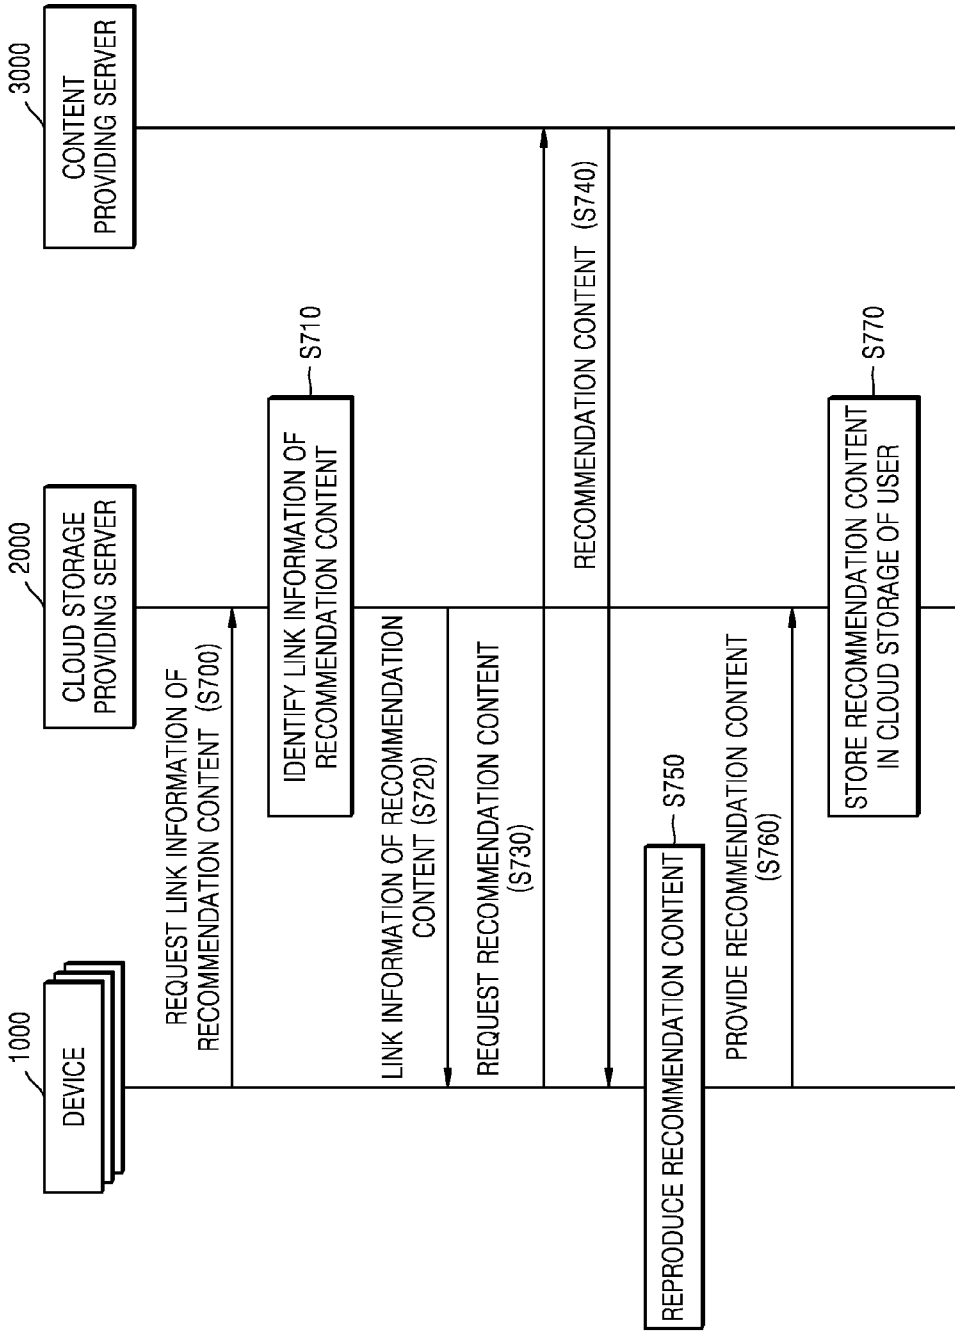 1000
DEVICE
2000
CLOUD STORAGE
PROVIDING SERVER
3000
CONTENT
PROVIDING SERVER
REQUEST LINK INFORMATION OF
RECOMMENDATION CONTENT (S700)
IDENTIFY LINK INFORMATION OF
RECOMMENDATION CONTENT
S710
LINK INFORMATION OF RECOMMENDATION
CONTENT (S720)
REQUEST RECOMMENDATION CONTENT
(S730)
RECOMMENDATION CONTENT (S740)
REPRODUCE RECOMMENDATION CONTENT
S750
PROVIDE RECOMMENDATION CONTENT
(S760)
STORE RECOMMENDATION CONTENT
IN CLOUD STORAGE OF USER
S770